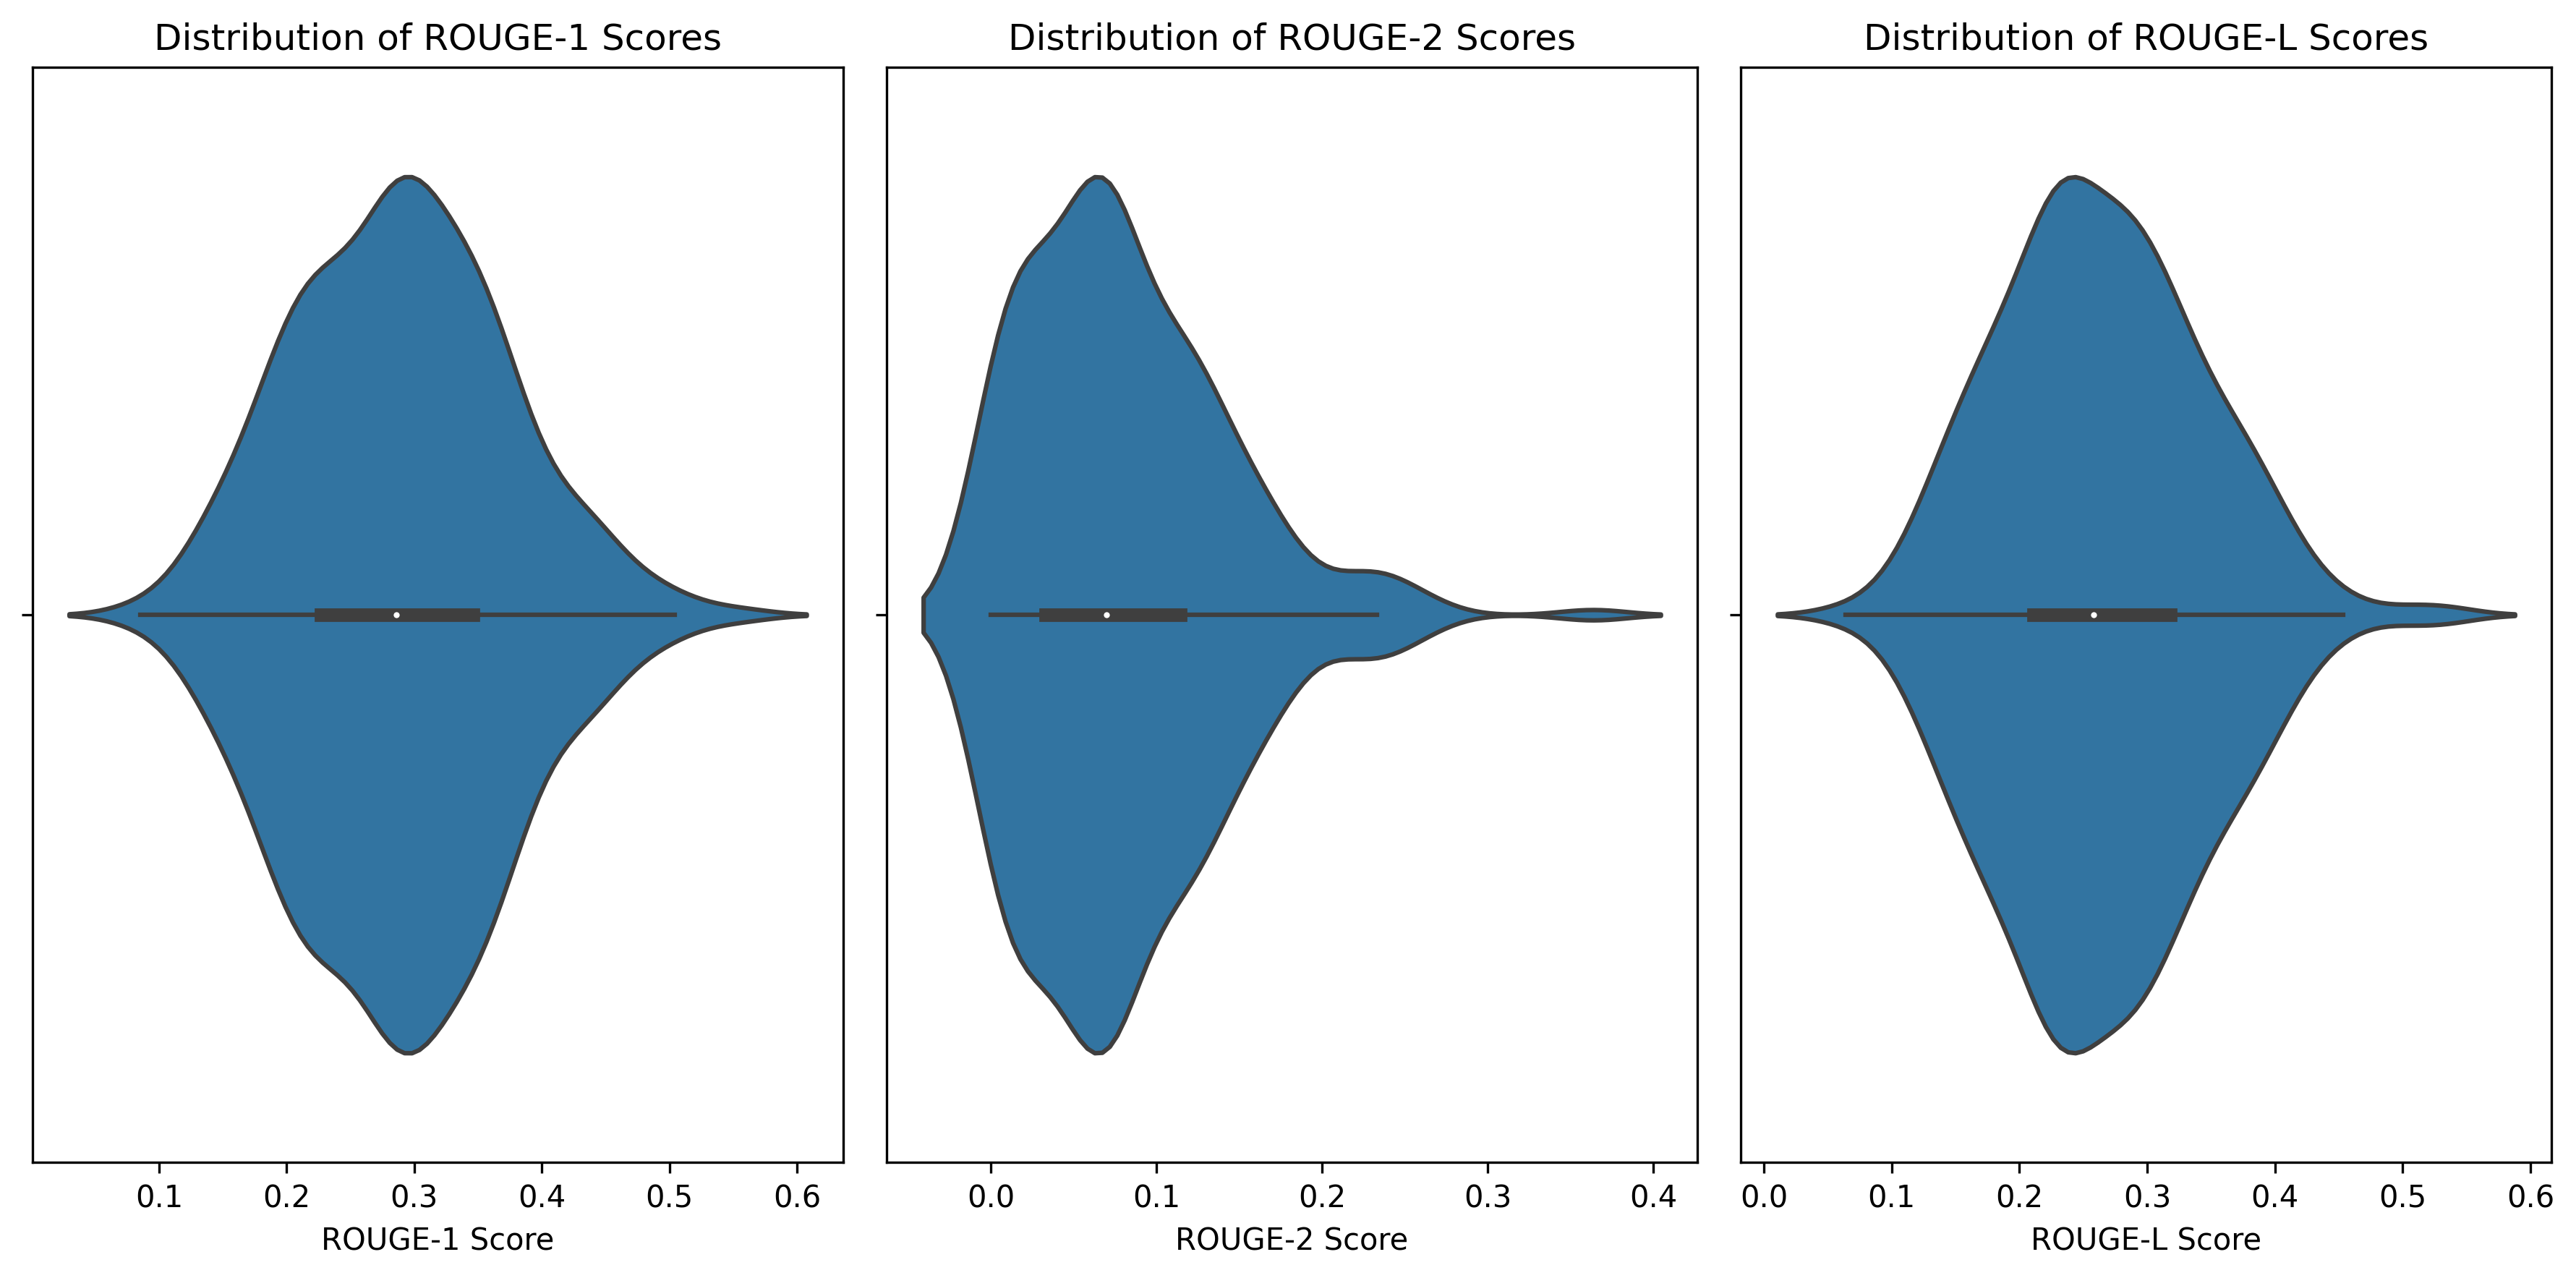 Distribution of ROUGE-1 Scores
0.1 0.2 0.3 0.4 0.5 0.6
ROUGE-1 Score
Distribution of ROUGE-2 Scores
0.0 0.1 0.2 0.3 0.4
ROUGE-2 Score
Distribution of ROUGE-L Scores
0.0 0.1 0.2 0.3 0.4 0.5 0.6
ROUGE-L Score